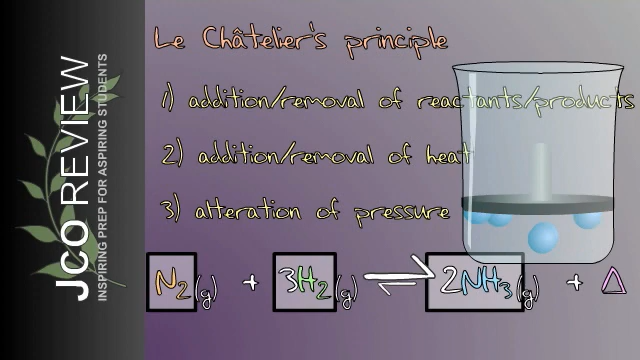 JCO REVIEW
INSPIRING PREP FOR ASPIRING STUDENTS
Le Châtelier's principle
1) addition/removal of reactants/products
2) addition/removal of heat
3) alteration of pressure
N₂(g) + 3H₂(g) ⇌ 2NH₃(g) + Δ